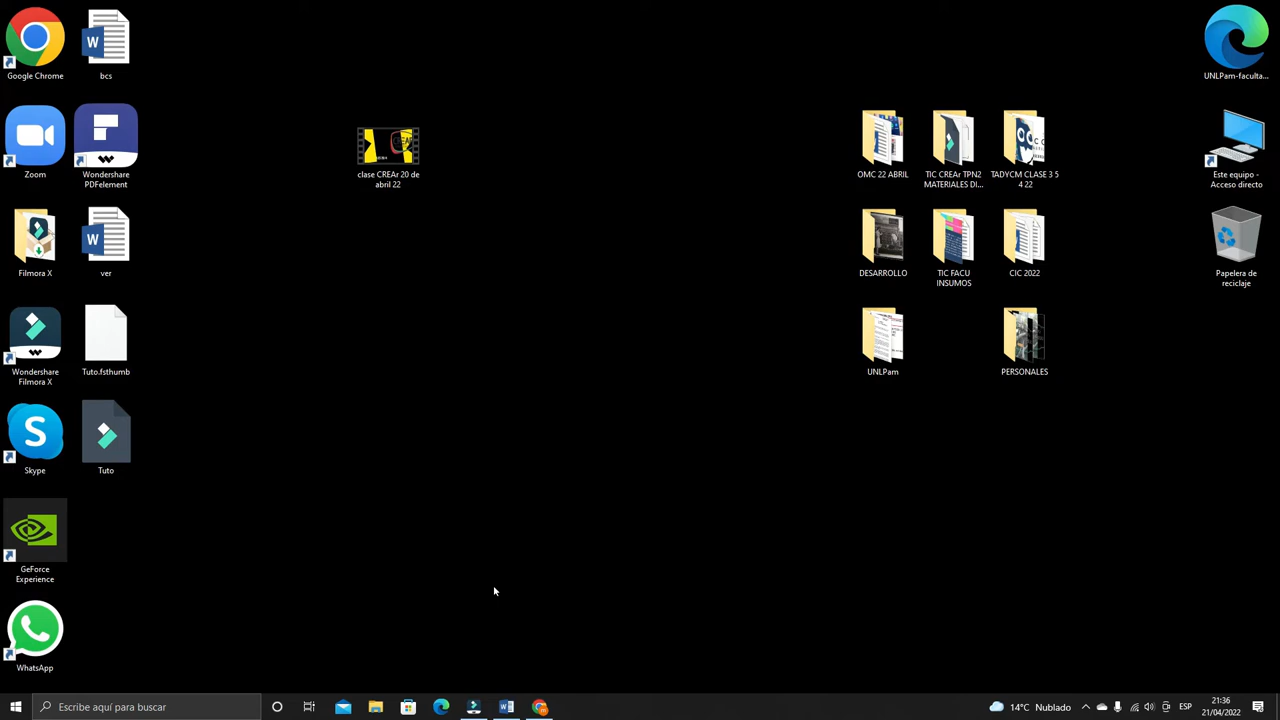 Google Chrome
bcs
Zoom
Wondershare
PDFelement
Filmora X
ver
Wondershare
Filmora X
Tuto.fsthumb
Skype
Tuto
GeForce
Experience
WhatsApp
clase CREAr 20 de
abril 22
OMC 22 ABRIL
TIC CREAr TPN2
MATERIALES DI...
TADYCM CLASE 3 5
4 22
DESARROLLO
TIC FACU
INSUMOS
CIC 2022
UNLPam
PERSONALES
UNLPam-faculta...
Este equipo -
Acceso directo
Papelera de
reciclaje
Escribe aquí para buscar
14°C Nublado
ESP
21:36